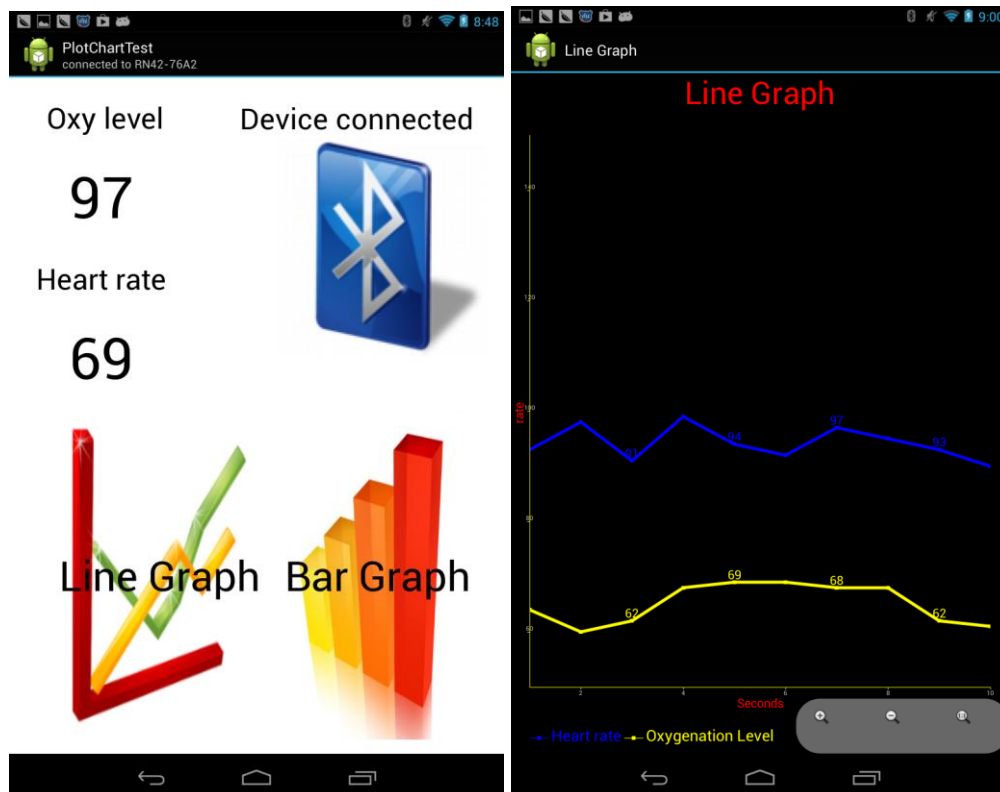 8:48
PlotChartTest
connected to RN42-76A2
Oxy level
Device connected
97
Heart rate
69
Line Graph
Bar Graph
9:00
Line Graph
Line Graph
140
120
100
rate
97
94
93
91
80
69
68
62
62
60
2
4
6
8
10
Seconds
Heart rate
Oxygenation Level